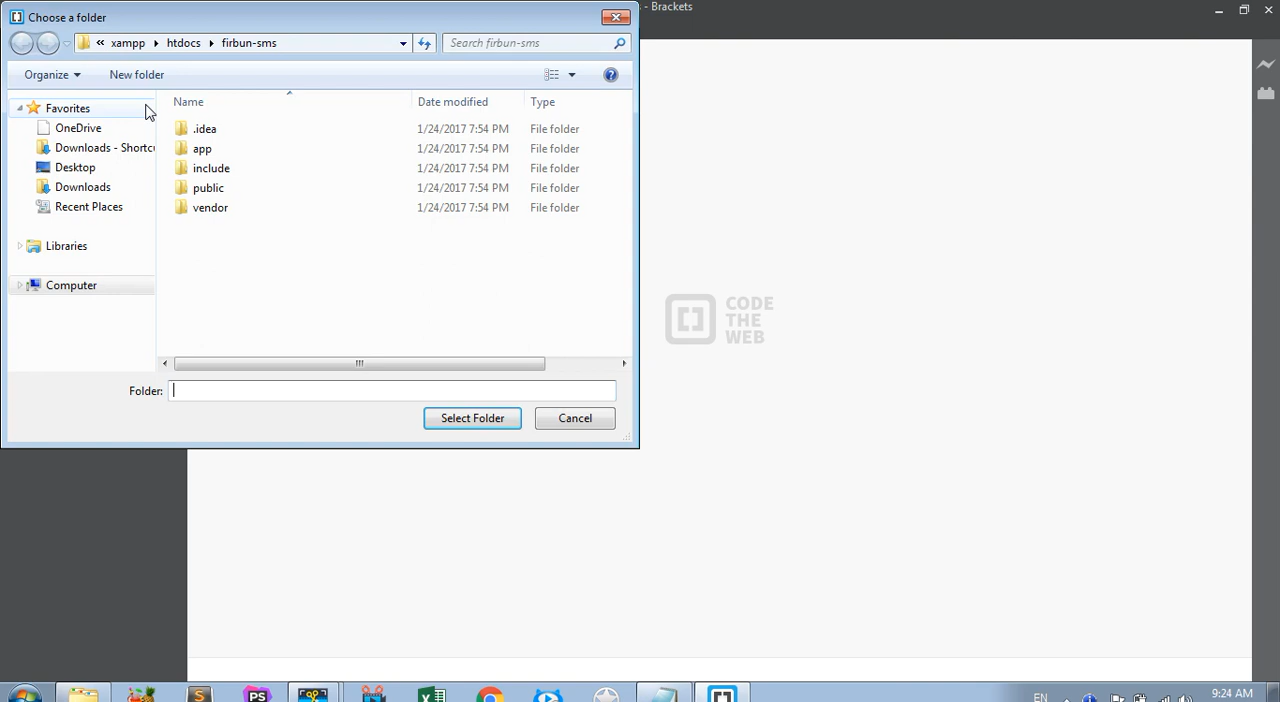 Choose a folder
- Brackets
« xampp htdocs firbun-sms
Search firbun-sms
Organize New folder
Favorites
OneDrive
Downloads - Shortcu
Desktop
Downloads
Recent Places
Libraries
Computer
Name Date modified Type
.idea 1/24/2017 7:54 PM File folder
app 1/24/2017 7:54 PM File folder
include 1/24/2017 7:54 PM File folder
public 1/24/2017 7:54 PM File folder
vendor 1/24/2017 7:54 PM File folder
Folder:
Select Folder Cancel
CODE
THE
WEB
PS
EN
9:24 AM